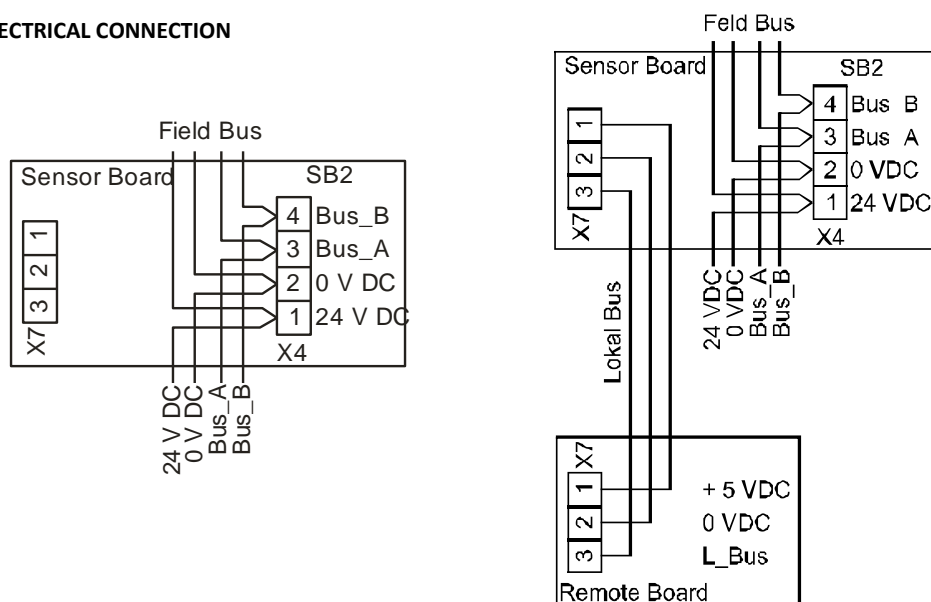 ECTRICAL CONNECTION
Field Bus
Sensor Board
SB2
4 Bus_B
3 Bus_A
2 0 V DC
1 24 V DC
X4
1
2
3
X7
24 V DC
0 V DC
Bus_A
Bus_B
Feld Bus
Sensor Board
SB2
4 Bus B
3 Bus A
2 0 VDC
1 24 VDC
X4
1
2
3
X7
24 VDC
0 VDC
Bus_A
Bus_B
Lokal Bus
X7
1 + 5 VDC
2 0 VDC
3 L_Bus
Remote Board